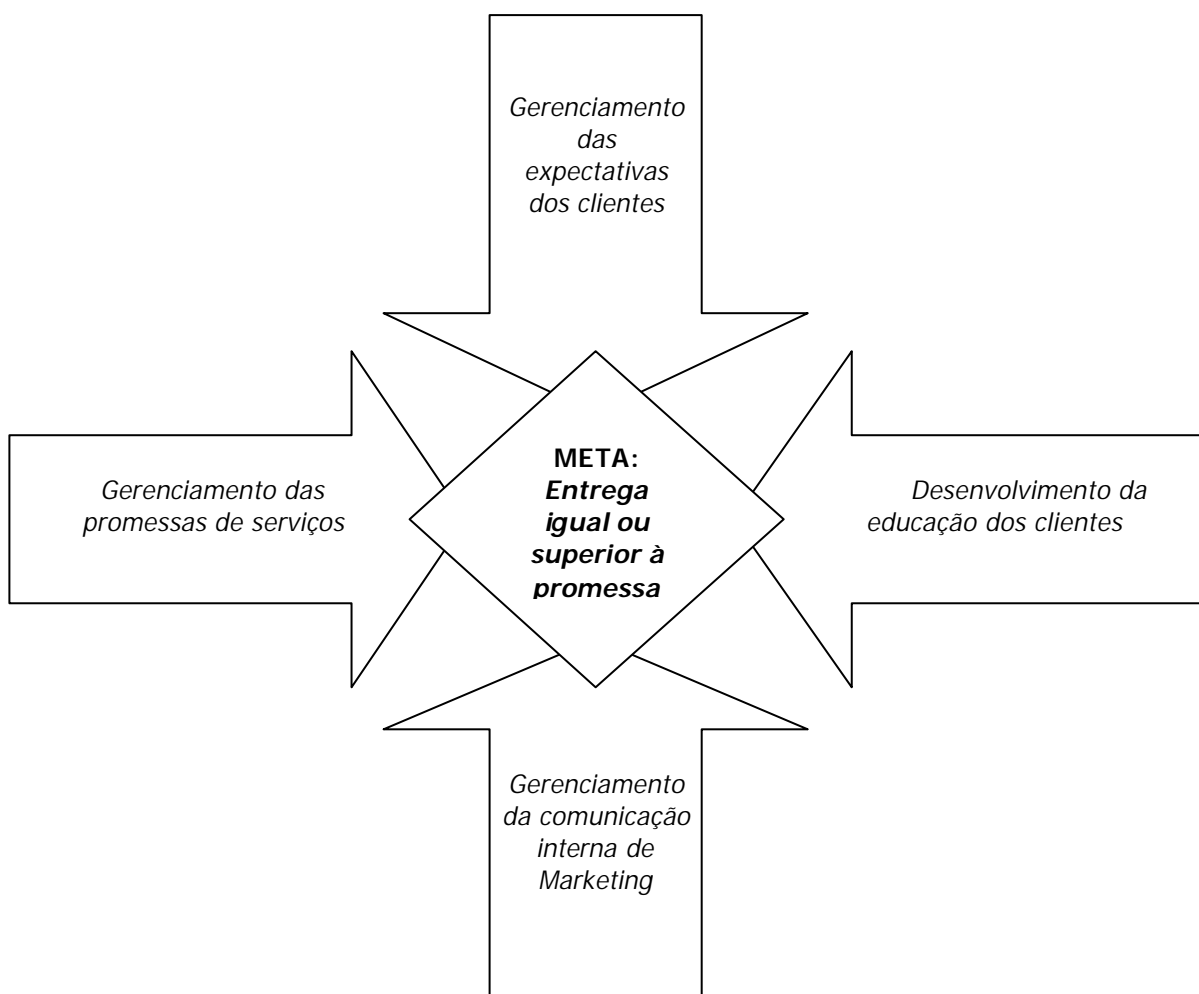 Gerenciamento
das
expectativas
dos clientes
Gerenciamento das
promessas de serviços
META:
Entrega
igual ou
superior à
promessa
Desenvolvimento da
educação dos clientes
Gerenciamento
da comunicação
interna de
Marketing